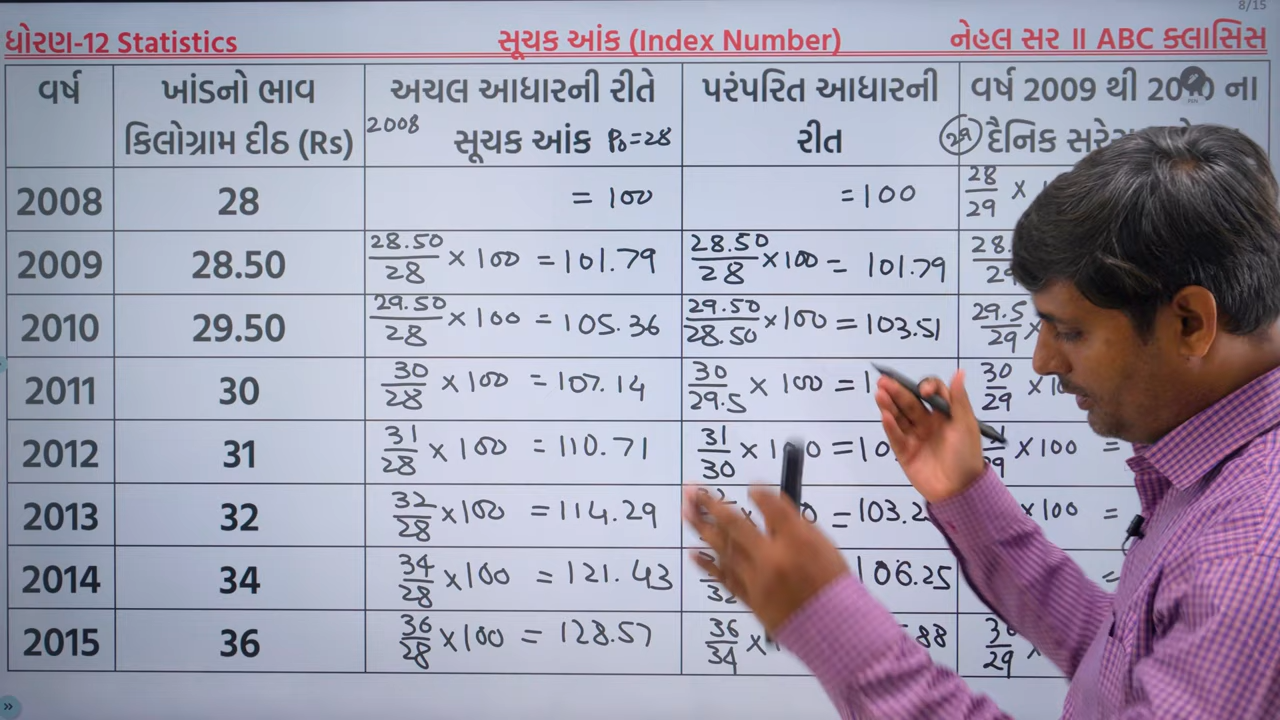 8/15
ધોરણ-12 Statistics સૂચક આંક (Index Number) નેહલ સર ॥ ABC ક્લાસિસ
વર્ષ ખાંડનો ભાવ અચલ આધારની રીતે પરંપરિત આધારની વર્ષ 2009 થી ના
કિલોગ્રામ દીઠ (Rs) 2008 સૂચક આંક P₀=28 રીત 29 દૈનિક
2008 28 = 100 = 100 28/29 ×
2009 28.50 28.50/28 × 100 = 101.79 28.50/28 × 100 = 101.79
2010 29.50 29.50/28 × 100 = 105.36 29.50/28.50 × 100 = 103.51 29.5/29 ×
2011 30 30/28 × 100 = 107.14 30/29.5 × 100 = 30/29 ×
2012 31 31/28 × 100 = 110.71 31/30 × 100 = × 100 =
2013 32 32/28 × 100 = 114.29 = × 100 =
2014 34 34/28 × 100 = 121.43 106.25 =
2015 36 36/28 × 100 = 128.57 36/34 ×
»